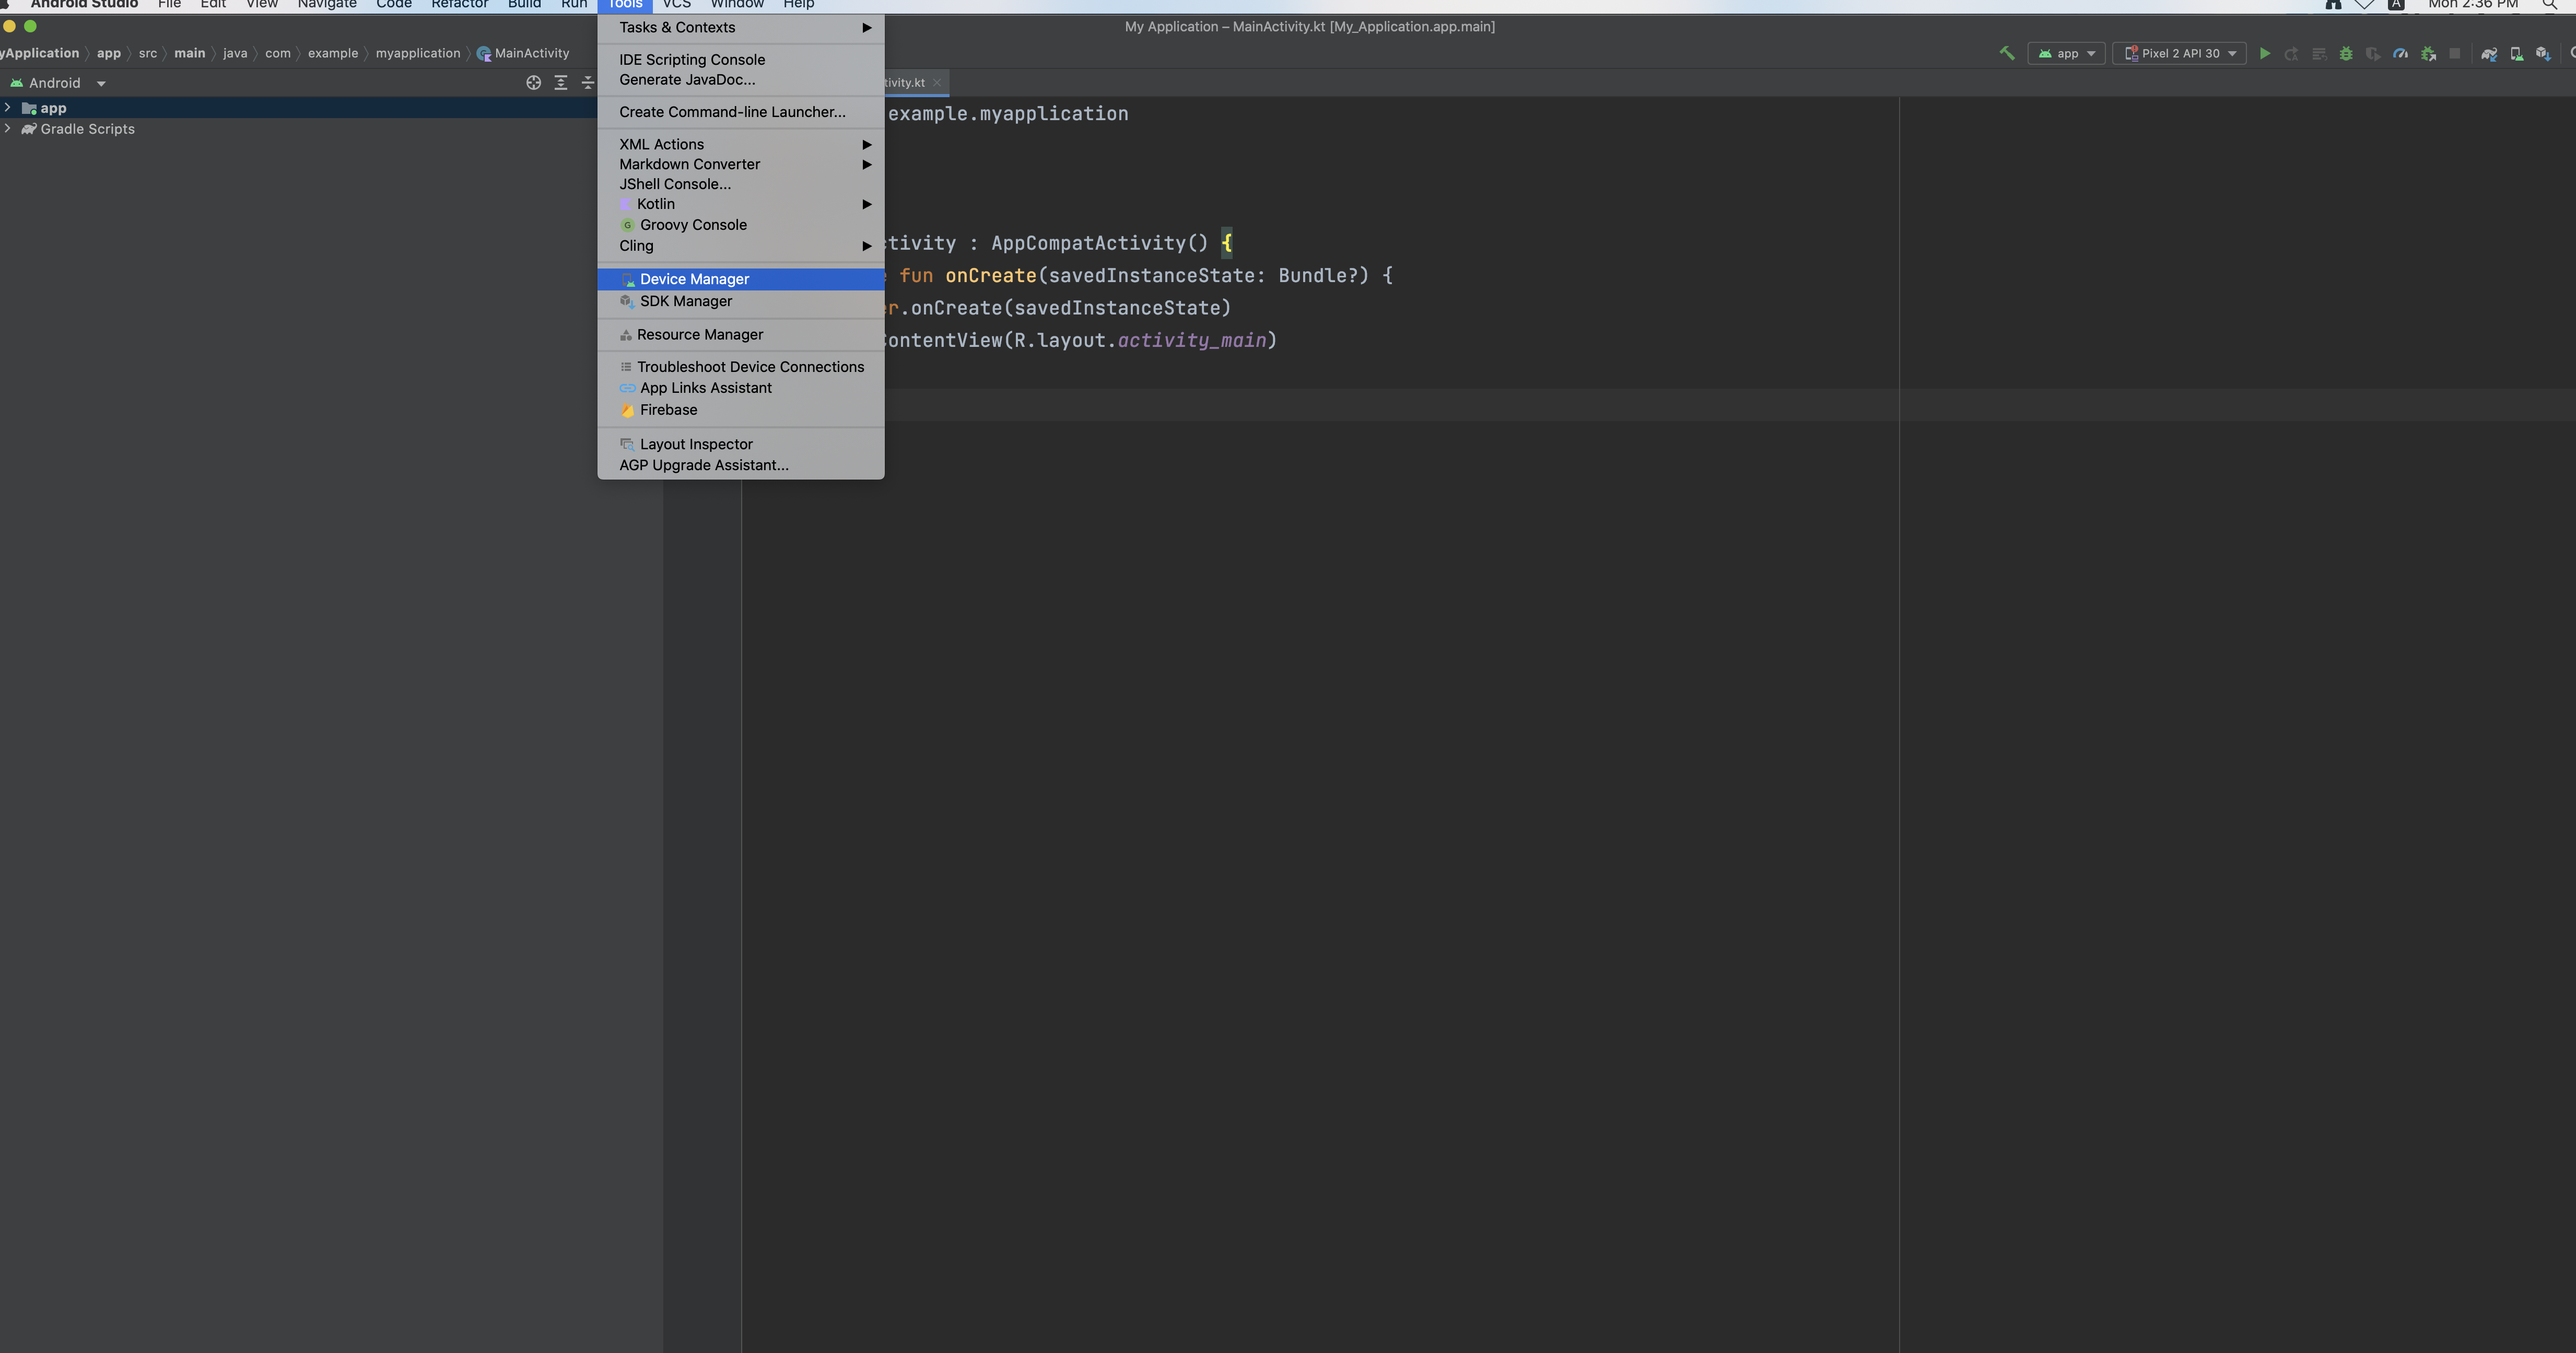 Android Studio File Edit View Navigate Code Refactor Build Run Tools VCS Window Help A Mon 2:36 PM
My Application – MainActivity.kt [My_Application.app.main]
yApplication app src main java com example myapplication MainActivity
app Pixel 2 API 30
Android
tivity.kt
app
Gradle Scripts
Tasks & Contexts
IDE Scripting Console
Generate JavaDoc...
Create Command-line Launcher...
XML Actions
Markdown Converter
JShell Console...
Kotlin
G Groovy Console
Cling
Device Manager
SDK Manager
Resource Manager
Troubleshoot Device Connections
App Links Assistant
Firebase
Layout Inspector
AGP Upgrade Assistant...
example.myapplication
tivity : AppCompatActivity() {
fun onCreate(savedInstanceState: Bundle?) {
r.onCreate(savedInstanceState)
ontentView(R.layout.activity_main)